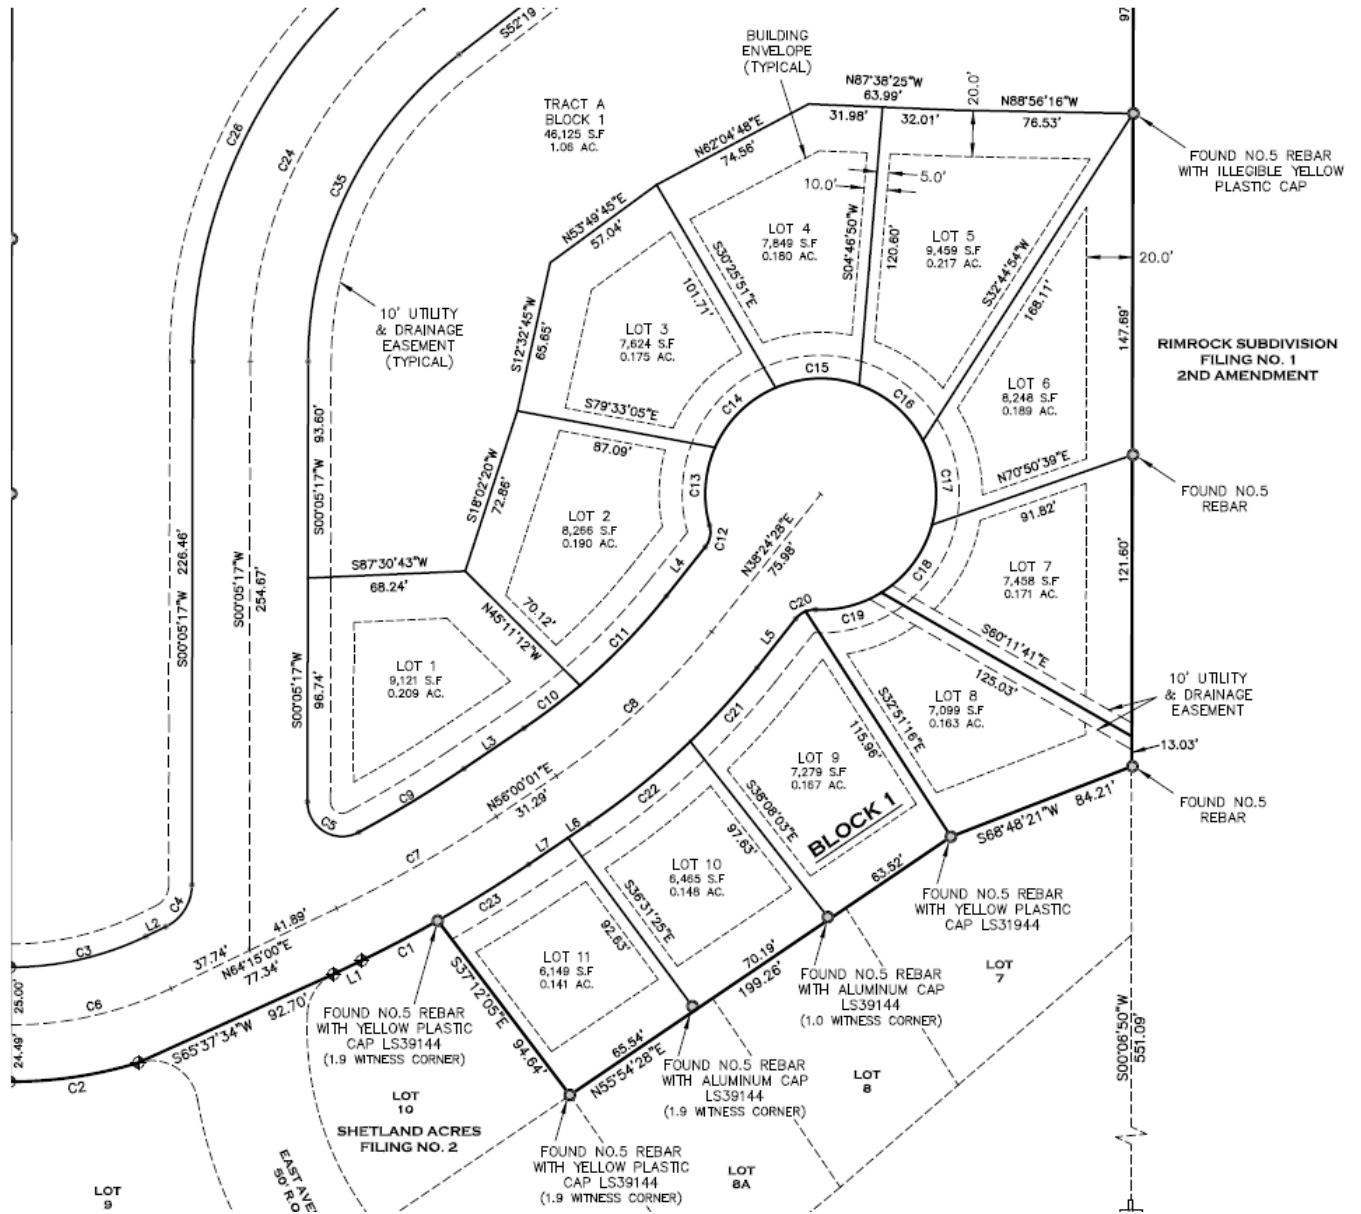 97
S52°19
BUILDING
ENVELOPE
(TYPICAL)
N87°38'25"W
63.99'
20.0'
N88°56'16"W
76.53'
31.98'
32.01'
TRACT A
BLOCK 1
46,125 S.F
1.06 AC.
N62°04'48"E
74.56'
FOUND NO.5 REBAR
WITH ILLEGIBLE YELLOW
PLASTIC CAP
C26
C24
C35
10.0'
5.0'
N53°49'45"E
57.04'
LOT 4
7,849 S.F
0.180 AC.
S04°46'50"W
120.60'
LOT 5
9,459 S.F
0.217 AC.
S32°44'54"W
168.11'
20.0'
S30°25'51"E
101.71'
10' UTILITY
& DRAINAGE
EASEMENT
(TYPICAL)
S12°32'45"W
65.65'
LOT 3
7,624 S.F
0.175 AC.
147.69'
RIMROCK SUBDIVISION
FILING NO. 1
2ND AMENDMENT
C15
C14
C16
LOT 6
8,248 S.F
0.189 AC.
S79°33'05"E
87.09'
93.60'
S00°05'17"W
S18°02'20"W
72.86'
C13
C17
N70°50'39"E
91.82'
FOUND NO.5
REBAR
LOT 2
8,266 S.F
0.190 AC.
C12
N38°24'28"E
75.98'
226.46'
S00°05'17"W
S00°05'17"W
254.67'
S87°30'43"W
68.24'
L4
C18
LOT 7
7,458 S.F
0.171 AC.
121.60'
70.12'
N45°11'12"W
C11
C20
C19
L5
S60°11'41"E
125.03'
LOT 1
9,121 S.F
0.209 AC.
S00°05'17"W
96.74'
C10
C8
C21
S32°51'16"E
115.96'
LOT 8
7,099 S.F
0.163 AC.
10' UTILITY
& DRAINAGE
EASEMENT
13.03'
L3
LOT 9
7,279 S.F
0.167 AC.
S38°08'03"E
97.63'
N56°00'01"E
31.29'
C9
C5
C22
L6
L7
BLOCK 1
S68°48'21"W
84.21'
FOUND NO.5
REBAR
C7
LOT 10
6,465 S.F
0.148 AC.
63.52'
FOUND NO.5 REBAR
WITH YELLOW PLASTIC
CAP LS31944
S36°31'25"E
92.63'
C23
C4
L2
C3
41.89'
37.74'
N64°15'00"E
77.34'
C1
L1
LOT 11
6,149 S.F
0.141 AC.
S37°12'05"E
94.64'
70.19'
199.26'
FOUND NO.5 REBAR
WITH ALUMINUM CAP
LS39144
(1.0 WITNESS CORNER)
LOT
7
25.00'
C6
24.49'
C2
S65°37'34"W
92.70'
FOUND NO.5 REBAR
WITH YELLOW PLASTIC
CAP LS39144
(1.9 WITNESS CORNER)
65.54'
N55°54'28"E
FOUND NO.5 REBAR
WITH ALUMINUM CAP
LS39144
(1.9 WITNESS CORNER)
LOT
8
S00°06'50"W
551.09'
LOT
10
SHETLAND ACRES
FILING NO. 2
FOUND NO.5 REBAR
WITH YELLOW PLASTIC
CAP LS39144
(1.9 WITNESS CORNER)
LOT
8A
LOT
9
EAST AVE
50' R.O.